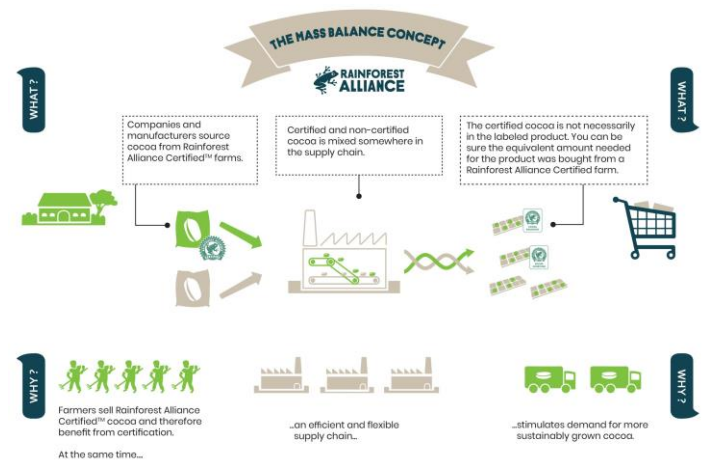 THE MASS BALANCE CONCEPT
RAINFOREST
ALLIANCE
WHAT?
WHAT?
Companies and
manufacturers source
cocoa from Rainforest
Alliance Certified™ farms.
Certified and non-certified
cocoa is mixed somewhere in
the supply chain.
The certified cocoa is not necessarily
in the labeled product. You can be
sure the equivalent amount needed
for the product was bought from a
Rainforest Alliance Certified farm.
WHY?
WHY?
Farmers sell Rainforest Alliance
Certified™ cocoa and therefore
benefit from certification.
At the same time...
...an efficient and flexible
supply chain...
...stimulates demand for more
sustainably grown cocoa.